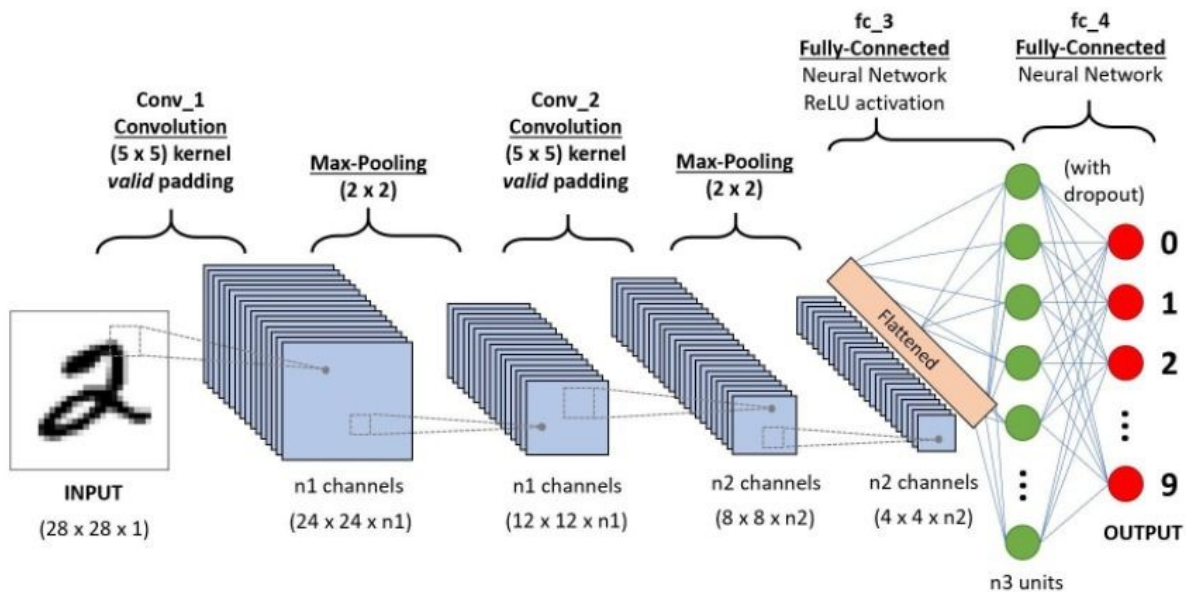 fc_3
Fully-Connected
Neural Network
ReLU activation
fc_4
Fully-Connected
Neural Network
Conv_1
Convolution
(5 x 5) kernel
valid padding
Max-Pooling
(2 x 2)
Conv_2
Convolution
(5 x 5) kernel
valid padding
Max-Pooling
(2 x 2)
(with
dropout)
2
Flattened
0
1
2
...
9
...
INPUT
(28 x 28 x 1)
n1 channels
(24 x 24 x n1)
n1 channels
(12 x 12 x n1)
n2 channels
(8 x 8 x n2)
n2 channels
(4 x 4 x n2)
n3 units
OUTPUT